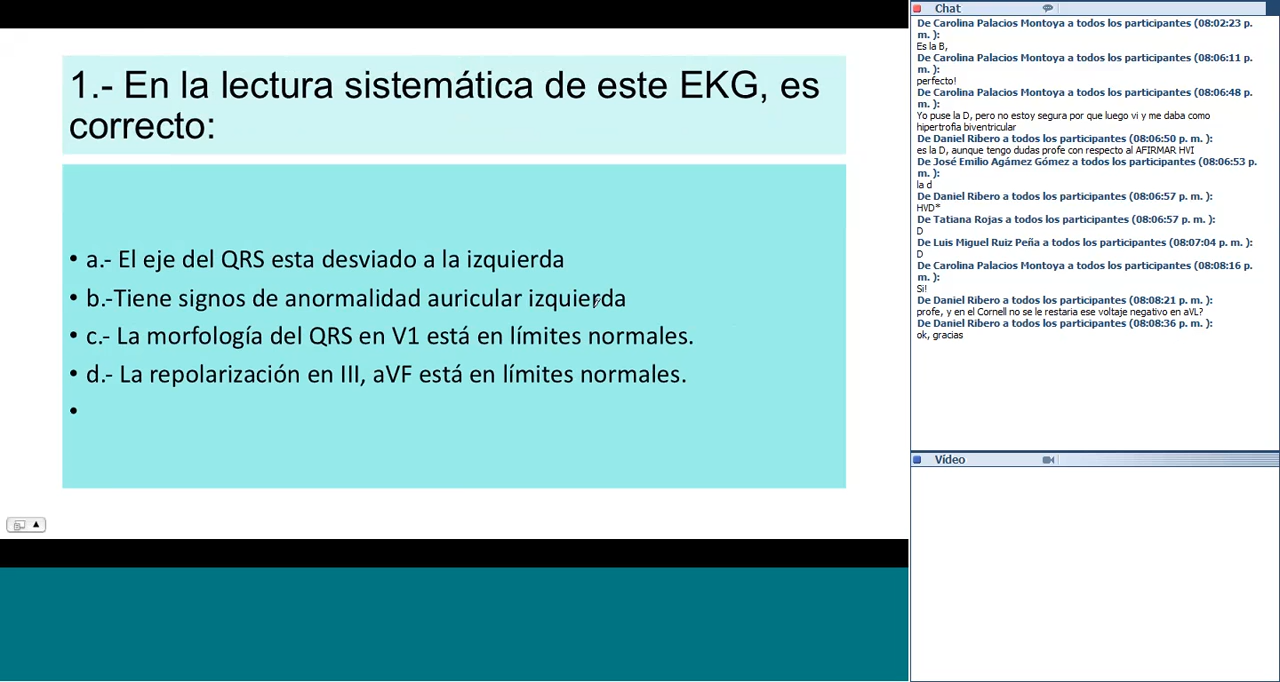 1.- En la lectura sistemática de este EKG, es
correcto:
• a.- El eje del QRS esta desviado a la izquierda
• b.-Tiene signos de anormalidad auricular izquierda
• c.- La morfología del QRS en V1 está en límites normales.
• d.- La repolarización en III, aVF está en límites normales.
•
Chat
De Carolina Palacios Montoya a todos los participantes (08:02:23 p.
m. ):
Es la B,
De Carolina Palacios Montoya a todos los participantes (08:06:11 p.
m. ):
perfecto!
De Carolina Palacios Montoya a todos los participantes (08:06:48 p.
m. ):
Yo puse la D, pero no estoy segura por que luego vi y me daba como
hipertrofia biventricular
De Daniel Ribero a todos los participantes (08:06:50 p. m. ):
es la D, aunque tengo dudas profe con respecto al AFIRMAR HVI
De José Emilio Agámez Gómez a todos los participantes (08:06:53 p.
m. ):
la d
De Daniel Ribero a todos los participantes (08:06:57 p. m. ):
HVD*
De Tatiana Rojas a todos los participantes (08:06:57 p. m. ):
D
De Luis Miguel Ruiz Peña a todos los participantes (08:07:04 p. m. ):
D
De Carolina Palacios Montoya a todos los participantes (08:08:16 p.
m. ):
Si!
De Daniel Ribero a todos los participantes (08:08:21 p. m. ):
profe, y en el Cornell no se le restaria ese voltaje negativo en aVL?
De Daniel Ribero a todos los participantes (08:08:36 p. m. ):
ok, gracias
Vídeo